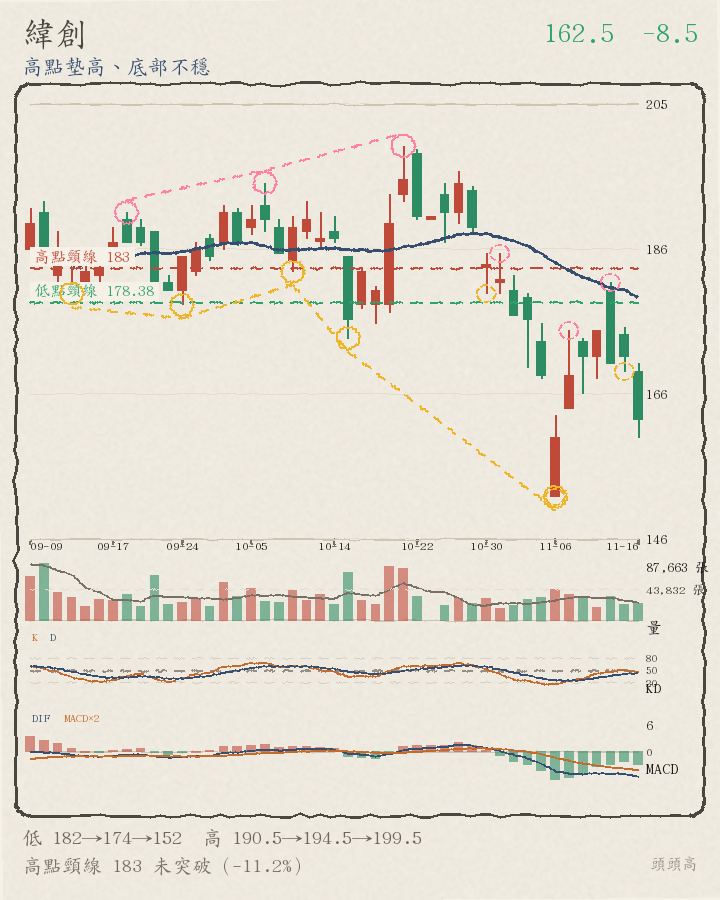 緯創 162.5 -8.5
高點墊高、底部不穩
205
186
高點頸線 183
低點頸線 178.38
166
146
09-09 09-17 09-24 10-05 10-14 10-22 10-30 11-06 11-16
87,663 張
43,832 張
量
K D
80
50
20
KD
DIF MACD×2
6
0
MACD
低 182→174→152 高 190.5→194.5→199.5
高點頸線 183 未突破 (-11.2%)
頭頭高